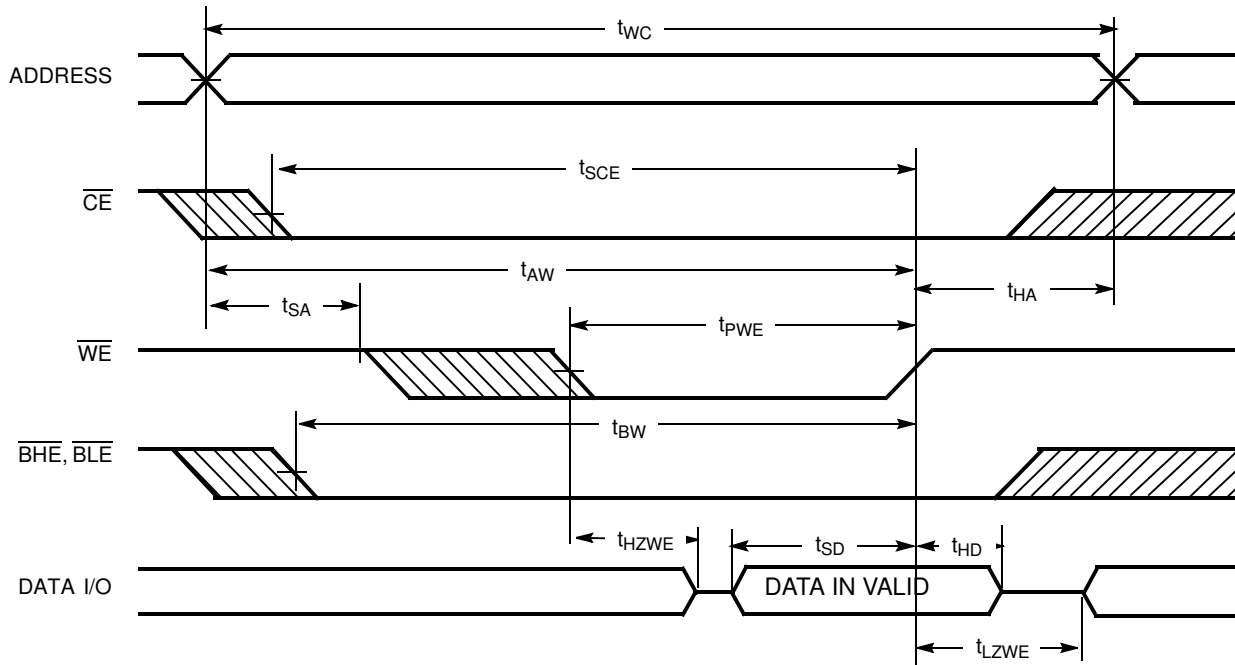 tWC
ADDRESS
tSCE
CE
tAW
tSA
tHA
tPWE
WE
tBW
BHE, BLE
tHZWE
tSD
tHD
DATA I/O
DATA IN VALID
tLZWE